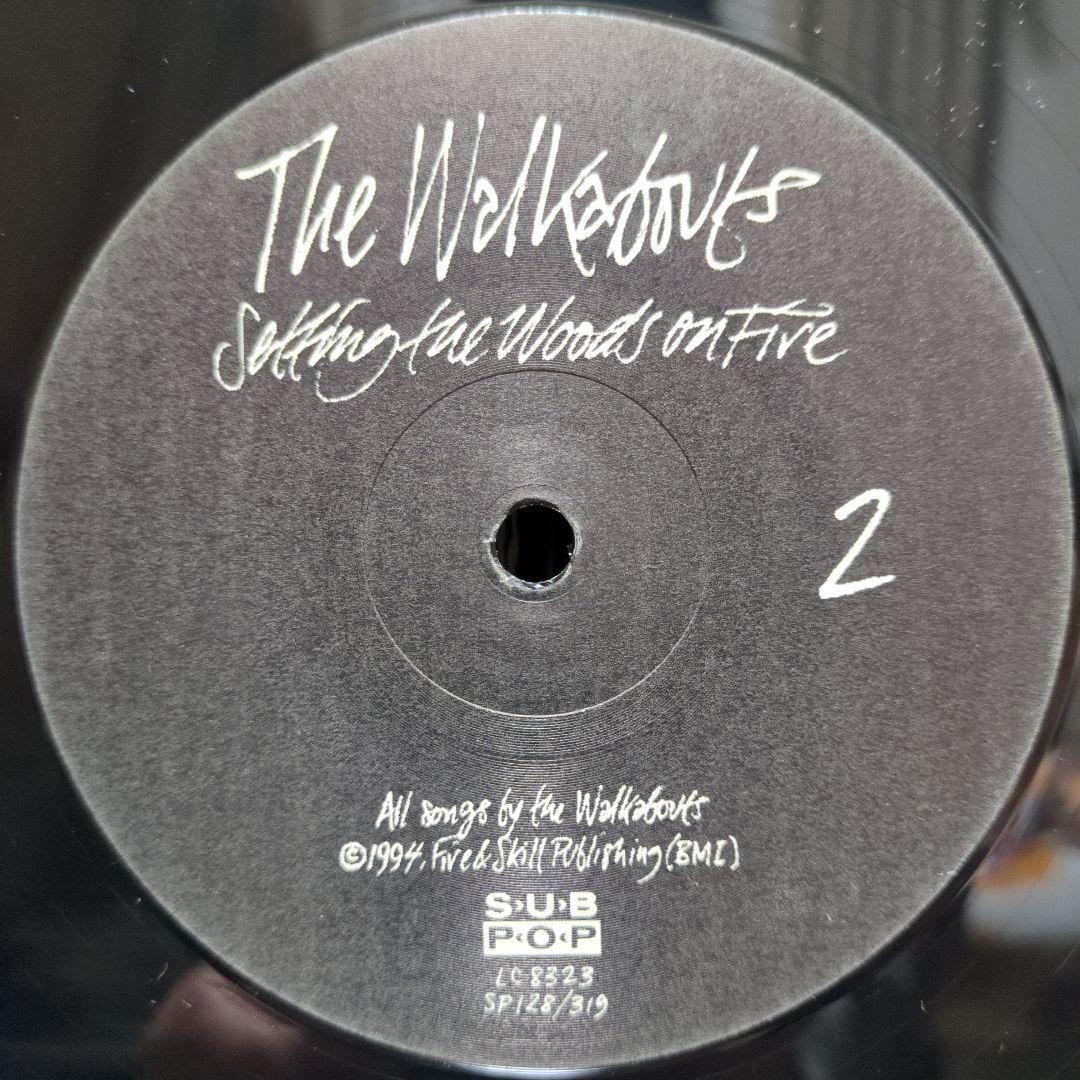 The Walkabouts
Setting the Woods on Fire
2
All songs by the Walkabouts
©1994, Fire & Skill Publishing (BMI)
S·U·B
P·O·P
LC 8323
SP128/319